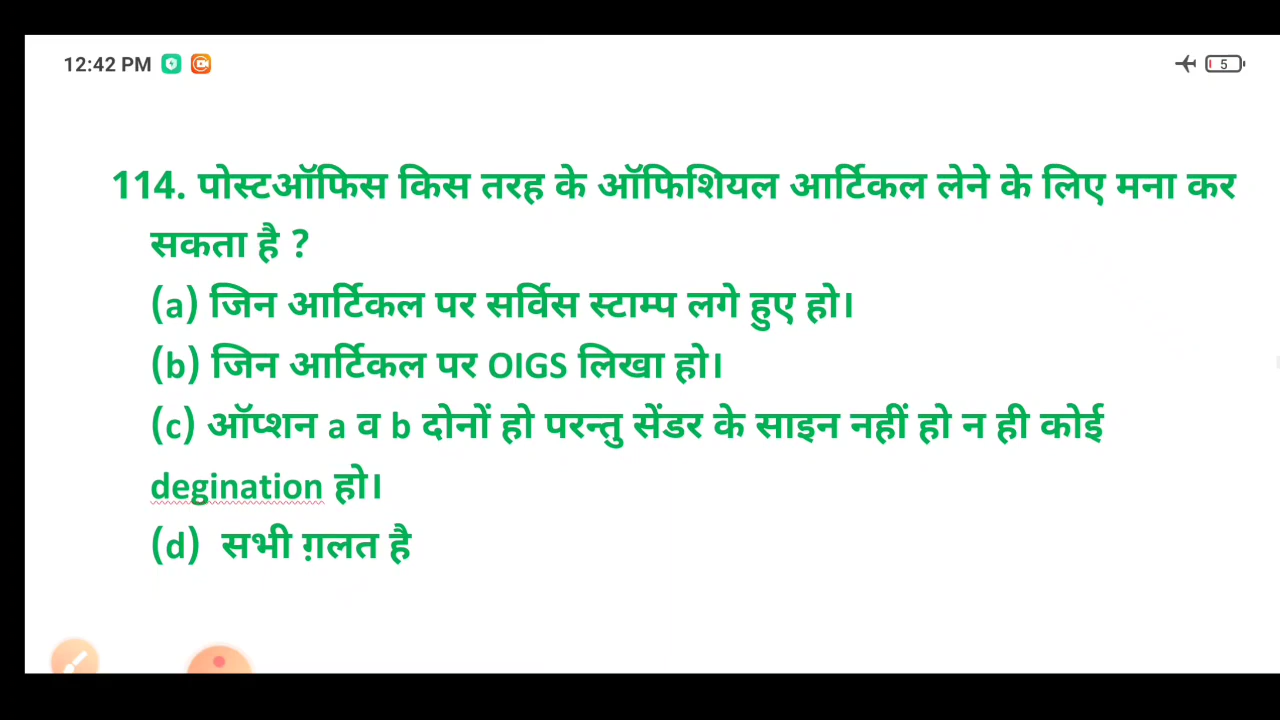 12:42 PM
5
114. पोस्टऑफिस किस तरह के ऑफिशियल आर्टिकल लेने के लिए मना कर
सकता है ?
(a) जिन आर्टिकल पर सर्विस स्टाम्प लगे हुए हो।
(b) जिन आर्टिकल पर OIGS लिखा हो।
(c) ऑप्शन a व b दोनों हो परन्तु सेंडर के साइन नहीं हो न ही कोई
degination हो।
(d) सभी ग़लत है